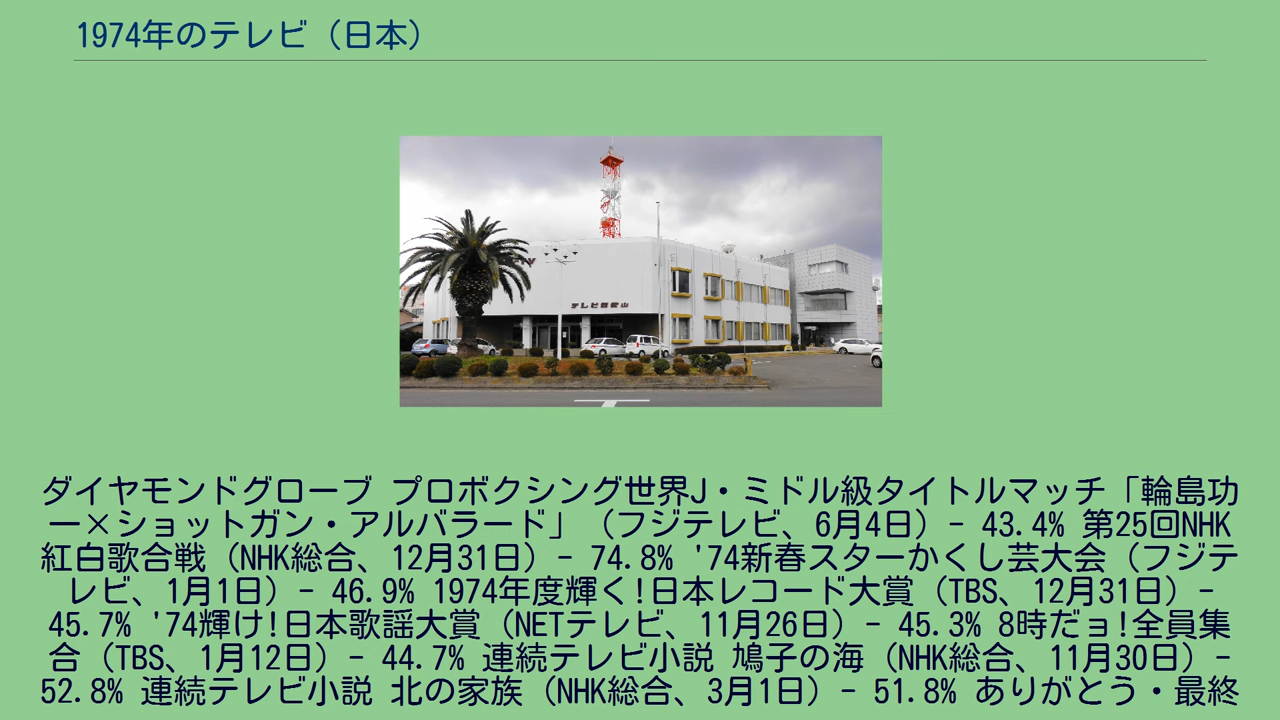 1974年のテレビ（日本）
テレビ和歌山
ダイヤモンドグローブ プロボクシング世界J・ミドル級タイトルマッチ「輪島功
一×ショットガン・アルバラード」（フジテレビ、6月4日）- 43.4% 第25回NHK
紅白歌合戦（NHK総合、12月31日）- 74.8% '74新春スターかくし芸大会（フジテ
レビ、1月1日）- 46.9% 1974年度輝く!日本レコード大賞（TBS、12月31日）-
45.7% '74輝け!日本歌謡大賞（NETテレビ、11月26日）- 45.3% 8時だョ!全員集
合（TBS、1月12日）- 44.7% 連続テレビ小説 鳩子の海（NHK総合、11月30日）-
52.8% 連続テレビ小説 北の家族（NHK総合、3月1日）- 51.8% ありがとう・最終